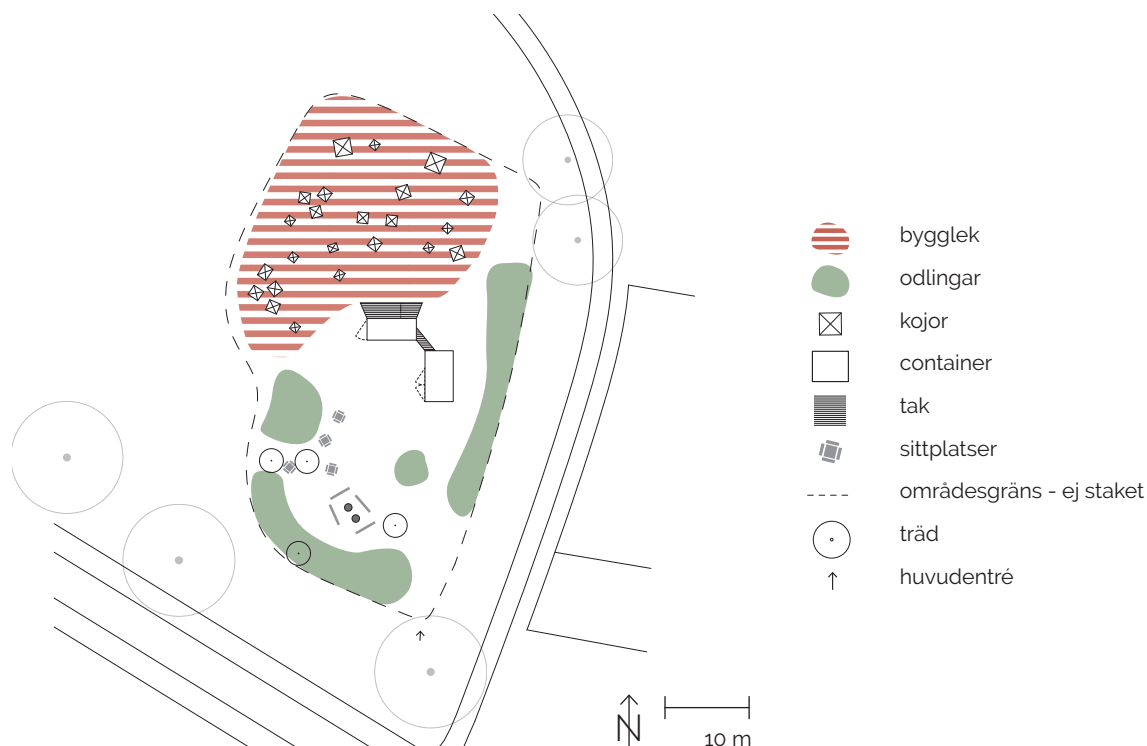 bygglek
odlingar
kojor
container
tak
sittplatser
områdesgräns - ej staket
träd
huvudentré
N
10 m